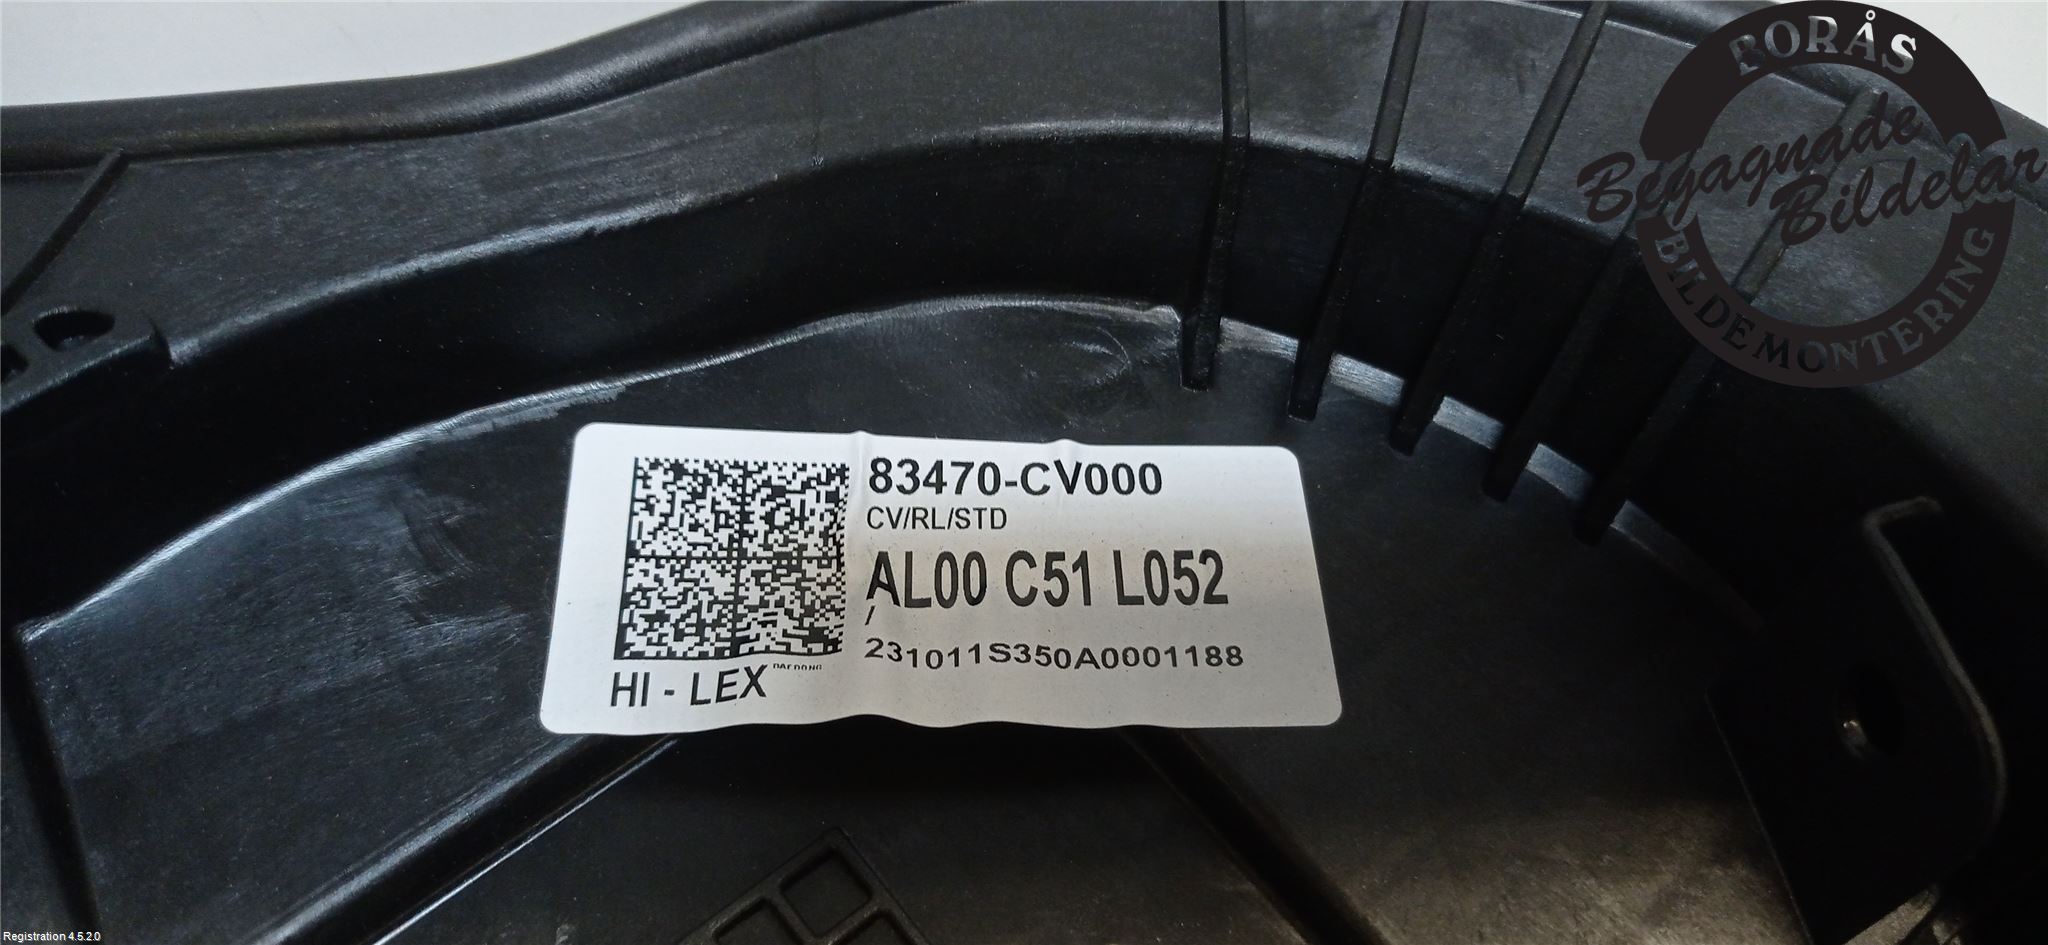 BORÅS
Begagnade
Bildelar
BILDEMONTERING
83470-CV000
CV/RL/STD
AL00 C51 L052
/
231011S350A0001188
DAEDONG
HI - LEX
Registration 4.5.2.0